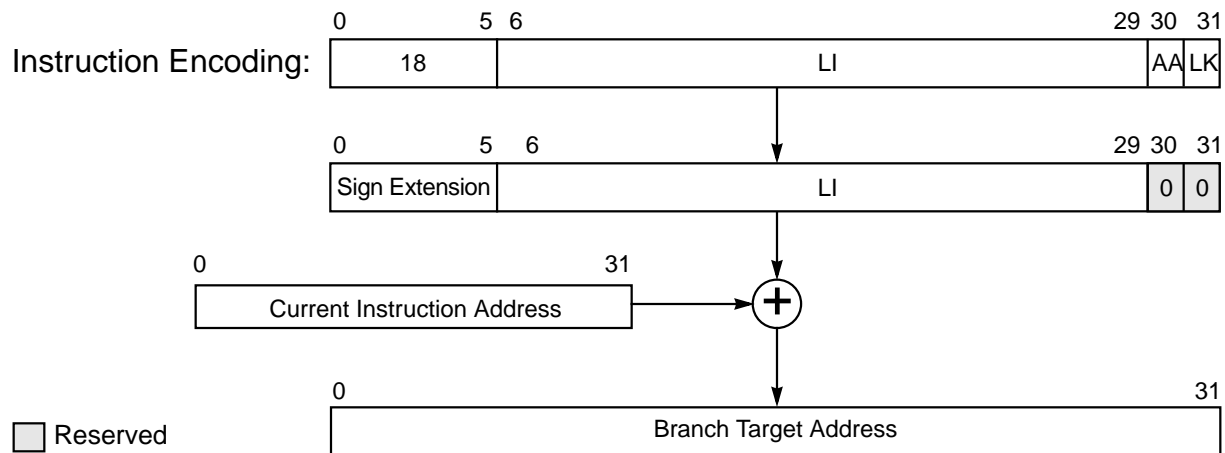 0 5 6 29 30 31
Instruction Encoding: 18 LI AA LK
0 5 6 29 30 31
Sign Extension LI 0 0
0 31
Current Instruction Address +
0 31
Reserved Branch Target Address